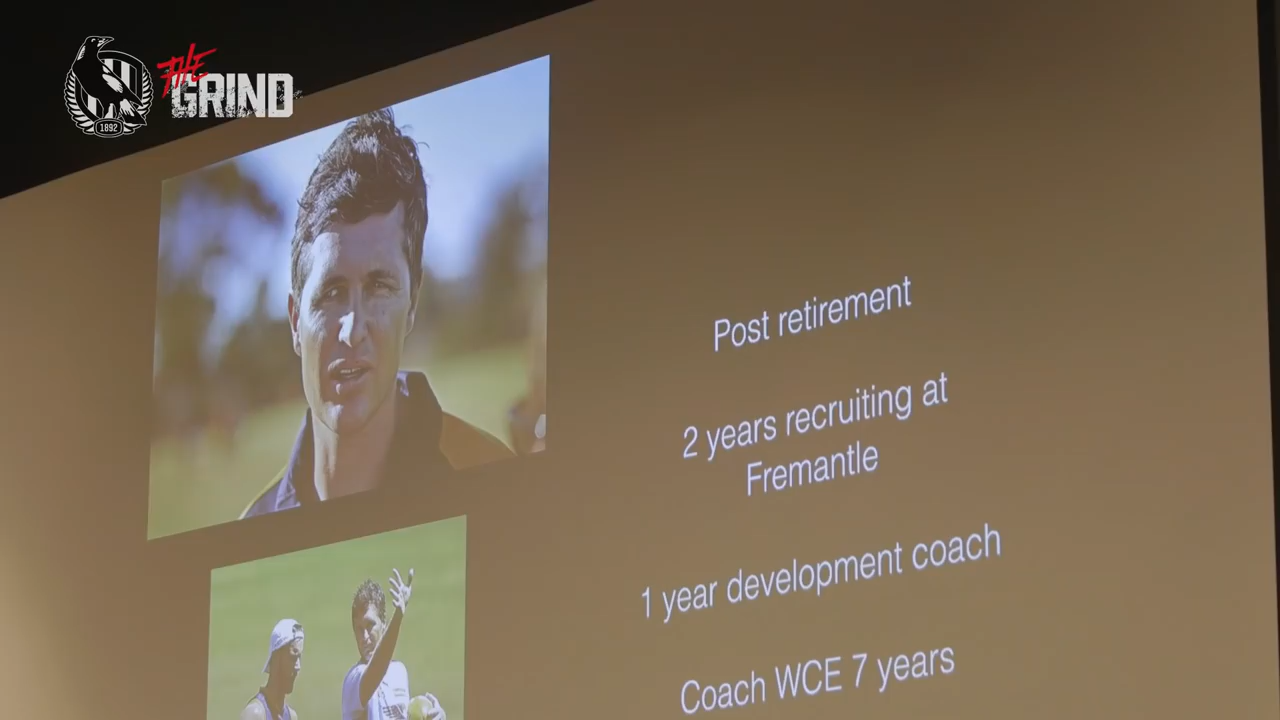 THE
GRIND
1892
Post retirement
2 years recruiting at
Fremantle
1 year development coach
Coach WCE 7 years